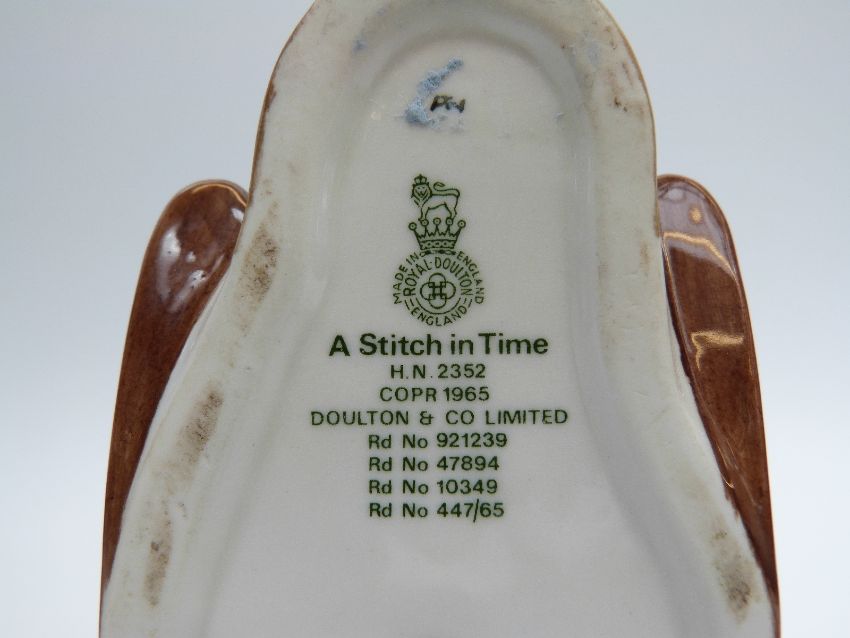 MADE IN ENGLAND
ROYAL·DOULTON
ENGLAND
A Stitch in Time
H.N. 2352
COPR 1965
DOULTON & CO LIMITED
Rd No 921239
Rd No 47894
Rd No 10349
Rd No 447/65